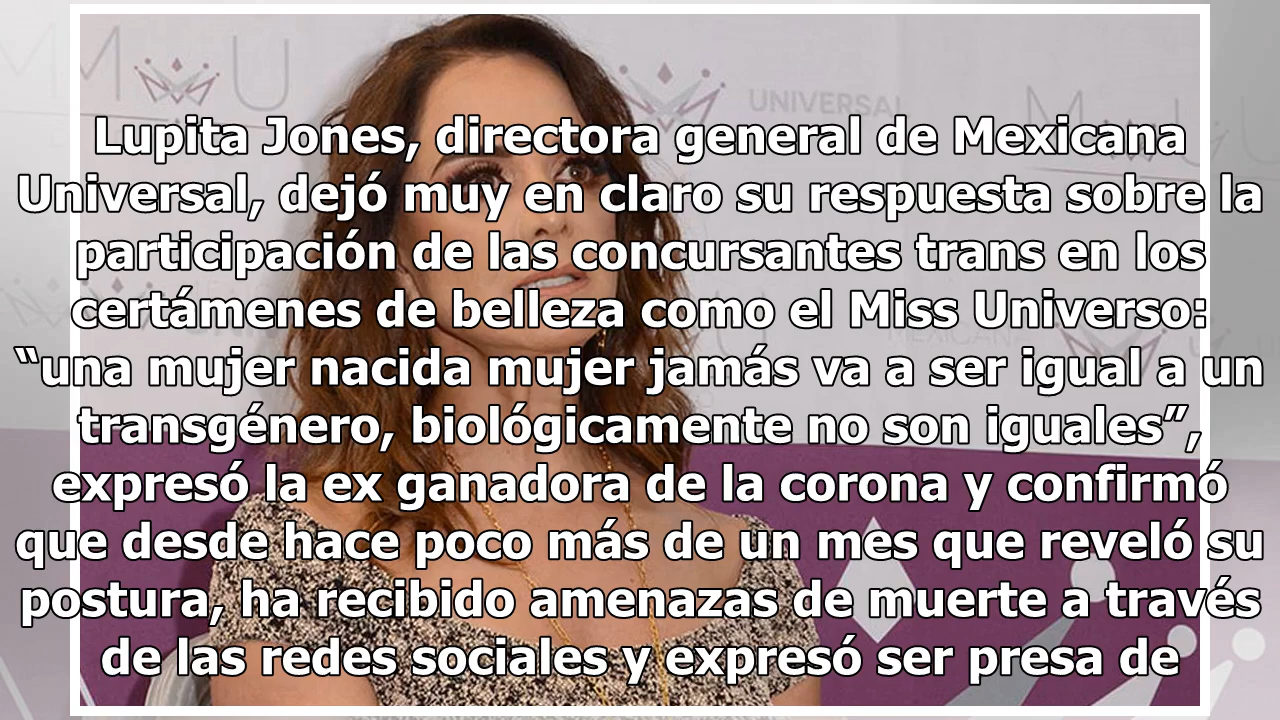 M U
UNIVERSAL
M U
Lupita Jones, directora general de Mexicana
Universal, dejó muy en claro su respuesta sobre la
participación de las concursantes trans en los
certámenes de belleza como el Miss Universo:
“una mujer nacida mujer jamás va a ser igual a un
transgénero, biológicamente no son iguales”,
expresó la ex ganadora de la corona y confirmó
que desde hace poco más de un mes que reveló su
postura, ha recibido amenazas de muerte a través
de las redes sociales y expresó ser presa de